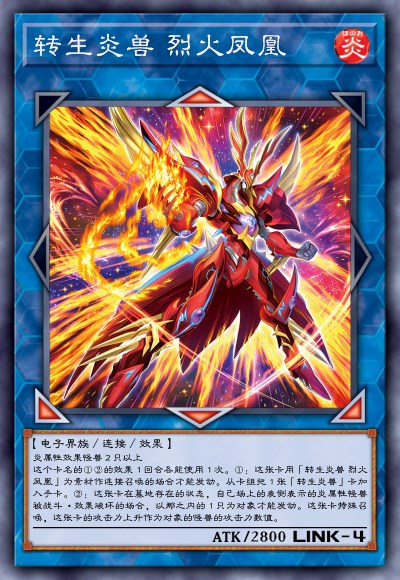 转生炎兽 烈火凤凰
ほのお
炎
【电子界族/连接/效果】
炎属性效果怪兽2只以上
这个卡名的①②的效果1回合各能使用1次。①：这张卡用「转生炎兽 烈火
凤凰」为素材作连接召唤的场合才能发动。从卡组把1张「转生炎兽」卡加
入手卡。②：这张卡在墓地存在的状态，自己场上的表侧表示的炎属性怪兽
被战斗·效果破坏的场合，以那之内的1只为对象才能发动。这张卡特殊召
唤，这张卡的攻击力上升作为对象的怪兽的攻击力数值。
ATK/2800 LINK-4